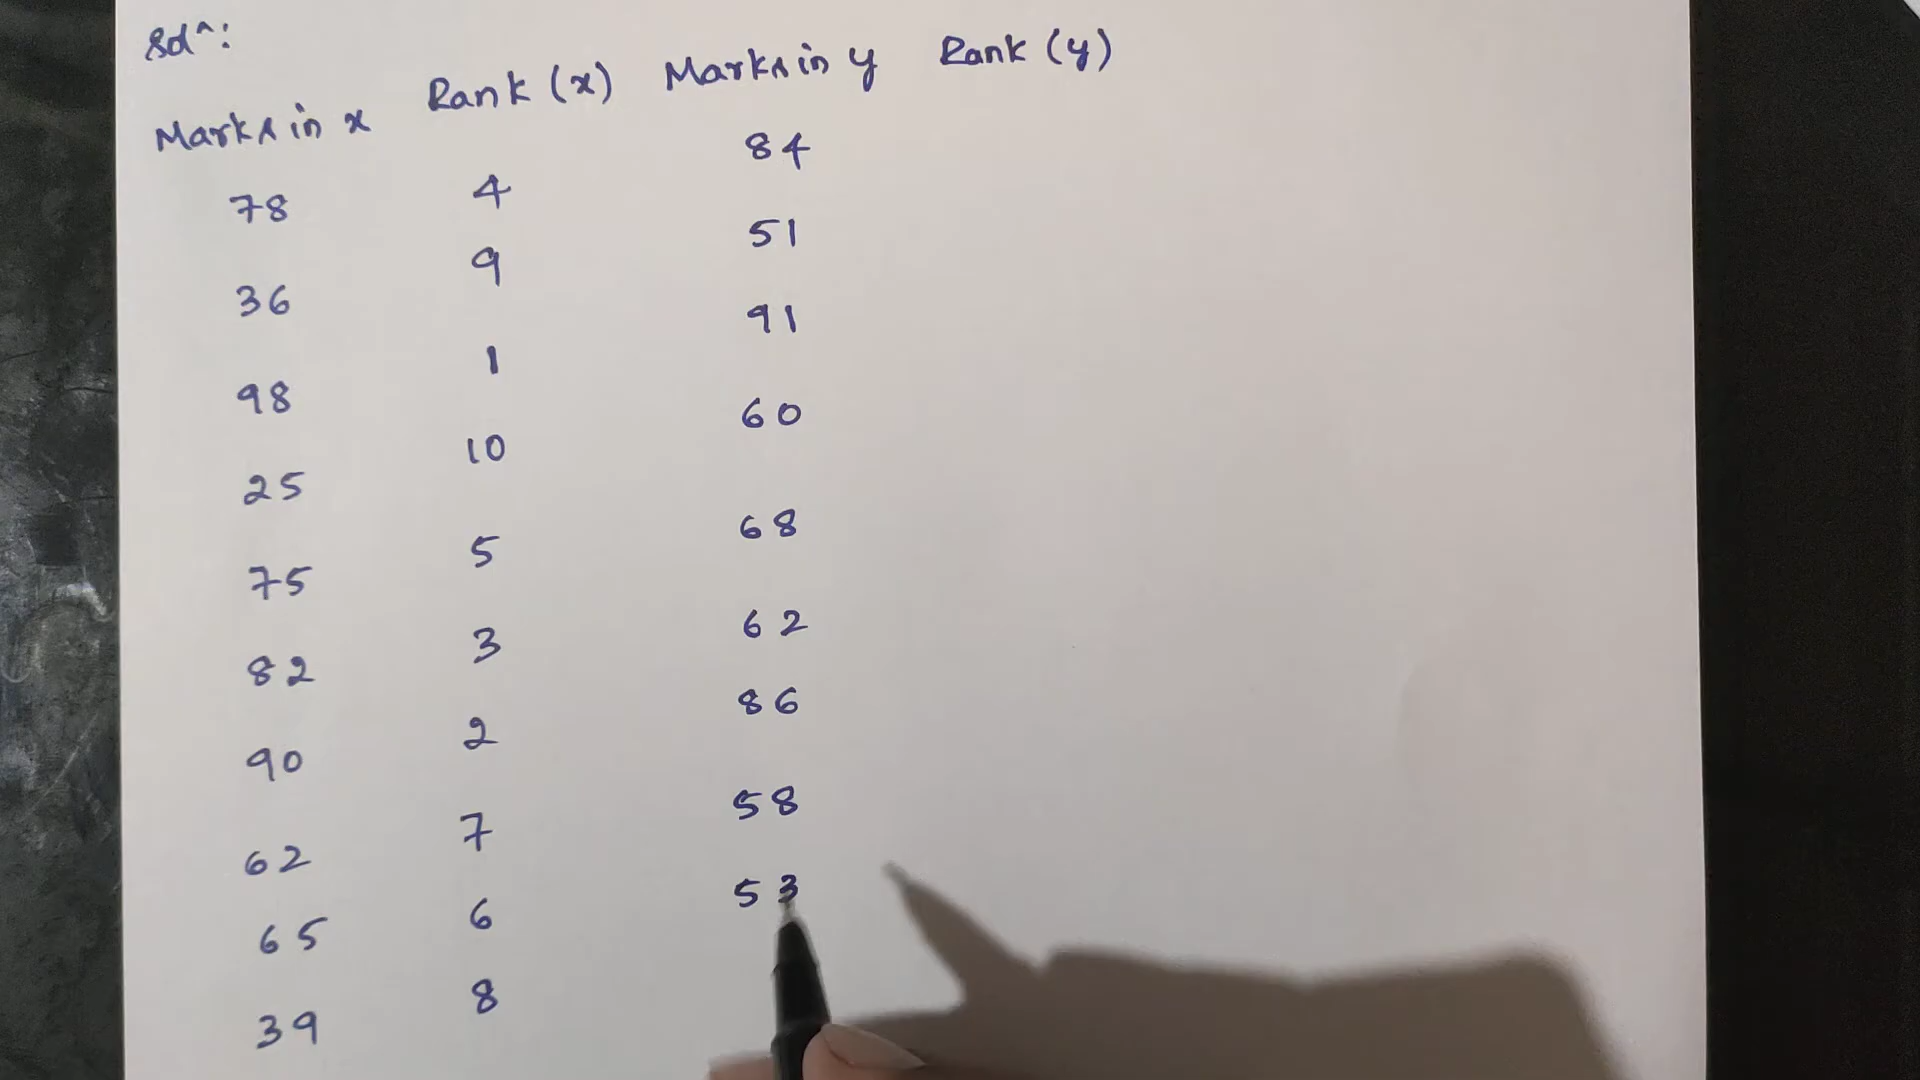 Sol^n:
Marks in x Rank (x) Marks in y Rank (y)
78 4 84
36 9 51
98 1 91
25 10 60
75 5 68
82 3 62
90 2 86
62 7 58
65 6 53
39 8